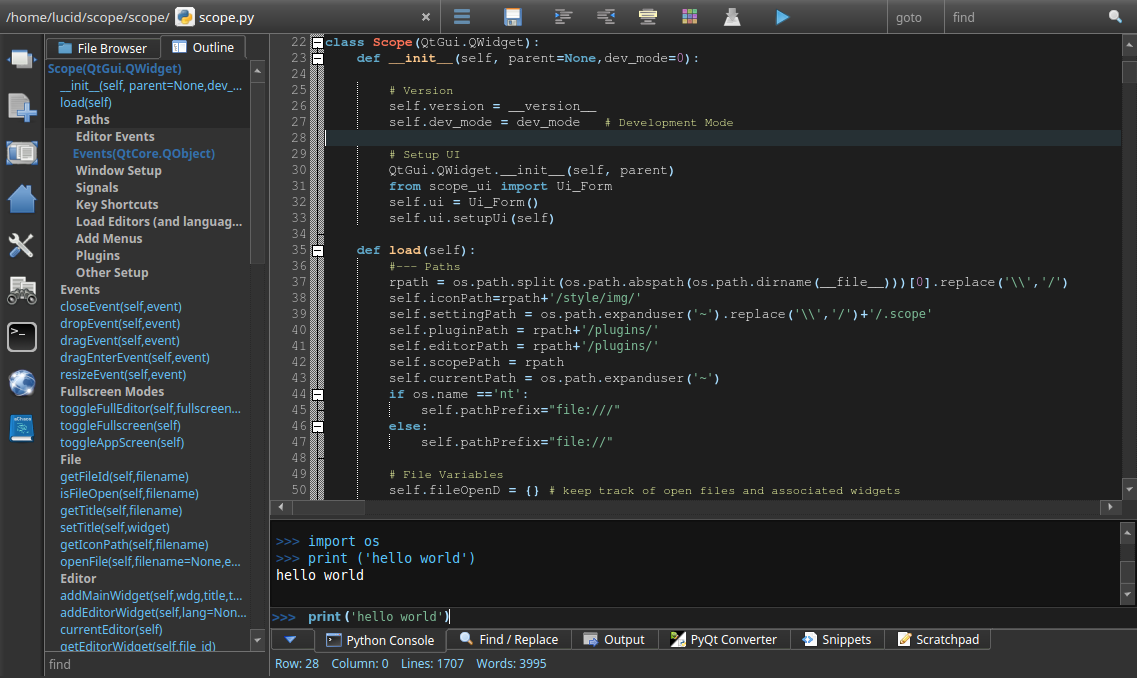 /home/lucid/scope/scope/ scope.py × goto find
File Browser Outline
Scope(QtGui.QWidget)
__init__(self, parent=None,dev_...
load(self)
Paths
Editor Events
Events(QtCore.QObject)
Window Setup
Signals
Key Shortcuts
Load Editors (and languag...
Add Menus
Plugins
Other Setup
Events
closeEvent(self,event)
dropEvent(self,event)
dragEvent(self,event)
dragEnterEvent(self,event)
resizeEvent(self,event)
Fullscreen Modes
toggleFullEditor(self,fullscreen...
toggleFullscreen(self)
toggleAppScreen(self)
File
getFileId(self,filename)
isFileOpen(self,filename)
getTitle(self,filename)
setTitle(self,widget)
getIconPath(self,filename)
openFile(self,filename=None,e...
Editor
addMainWidget(self,wdg,title,t...
addEditorWidget(self,lang=Non...
currentEditor(self)
getEditorWidget(self,file_id)
find
22 class Scope(QtGui.QWidget):
23     def __init__(self, parent=None,dev_mode=0):
24
25         # Version
26         self.version = __version__
27         self.dev_mode = dev_mode   # Development Mode
28
29         # Setup UI
30         QtGui.QWidget.__init__(self, parent)
31         from scope_ui import Ui_Form
32         self.ui = Ui_Form()
33         self.ui.setupUi(self)
34
35     def load(self):
36         #--- Paths
37         rpath = os.path.split(os.path.abspath(os.path.dirname(__file__)))[0].replace('\\','/')
38         self.iconPath=rpath+'/style/img/'
39         self.settingPath = os.path.expanduser('~').replace('\\','/')+'/.scope'
40         self.pluginPath = rpath+'/plugins/'
41         self.editorPath = rpath+'/plugins/'
42         self.scopePath = rpath
43         self.currentPath = os.path.expanduser('~')
44         if os.name =='nt':
45             self.pathPrefix="file:///"
46         else:
47             self.pathPrefix="file://"
48
49         # File Variables
50         self.fileOpenD = {} # keep track of open files and associated widgets
>>> import os
>>> print ('hello world')
hello world
>>> print ('hello world')
Python Console Find / Replace Output PyQt Converter Snippets Scratchpad
Row: 28 Column: 0 Lines: 1707 Words: 3995